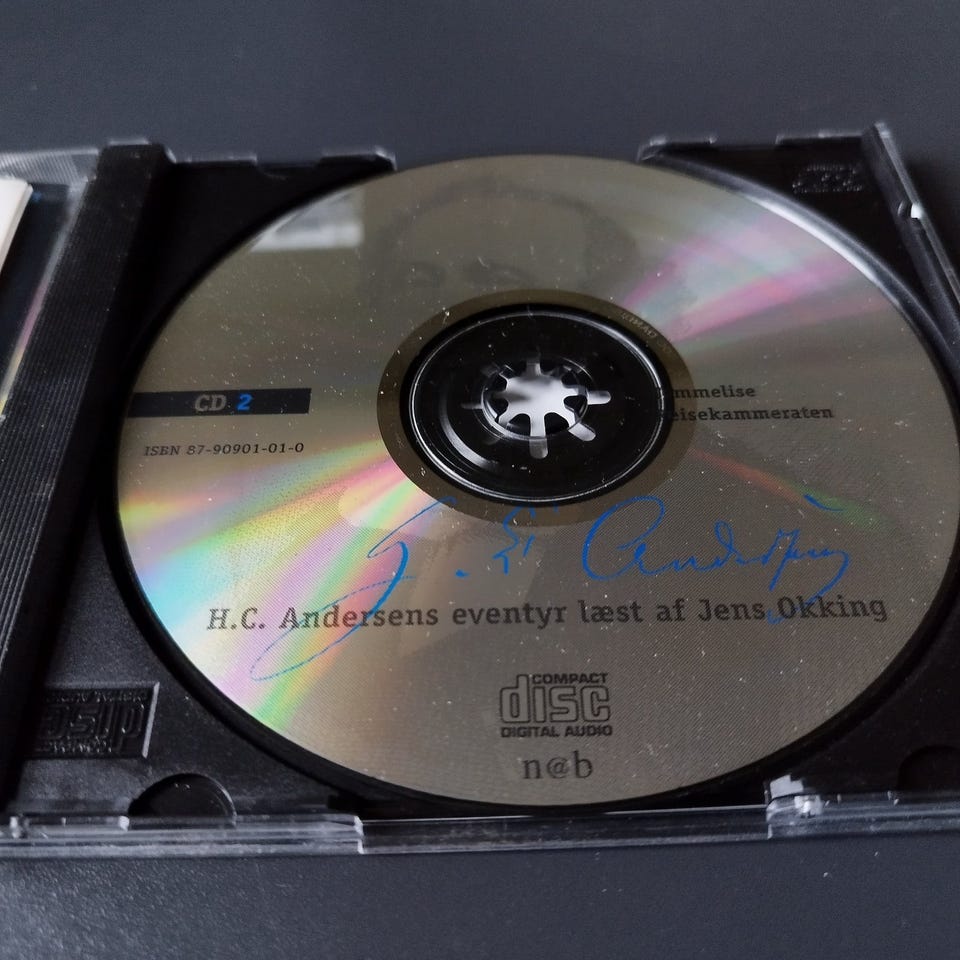 CD 2
ISBN 87-90901-01-0
mmelise
eisekammeraten
H.C. Andersens eventyr læst af Jens Okking
COMPACT
disc
DIGITAL AUDIO
n@b